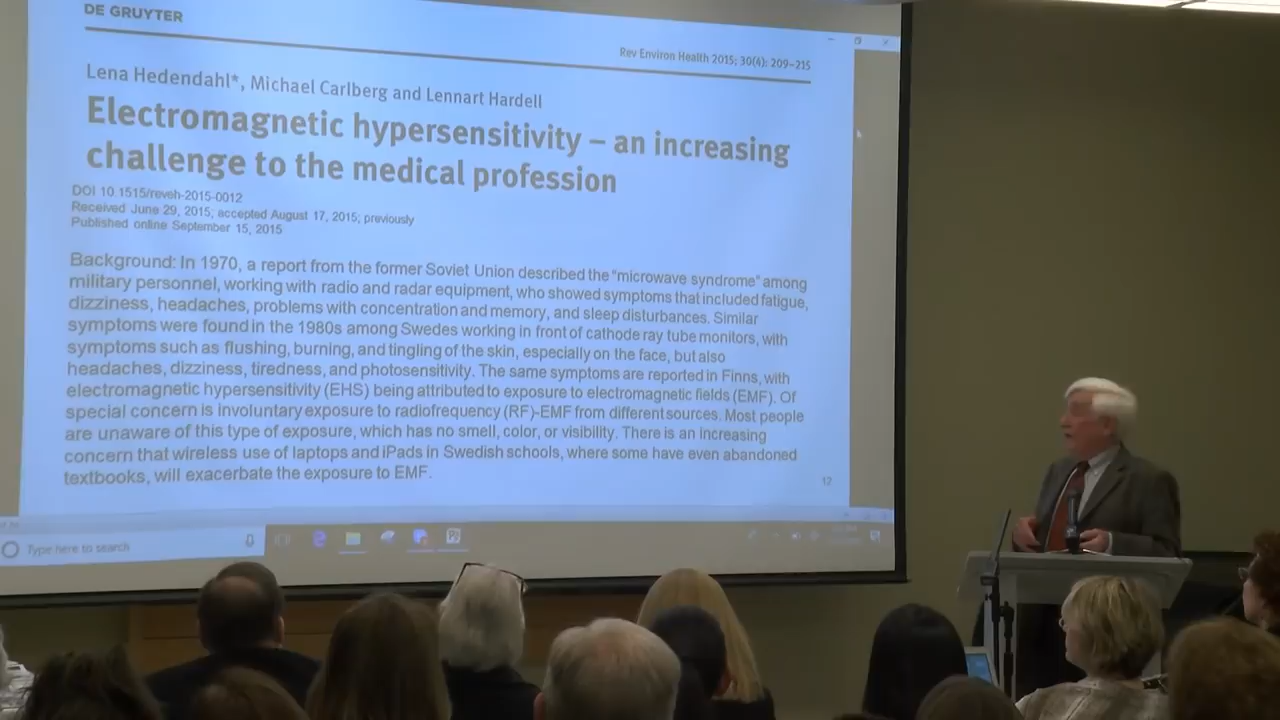 DE GRUYTER
Rev Environ Health 2015; 30(4): 209–215
Lena Hedendahl*, Michael Carlberg and Lennart Hardell
Electromagnetic hypersensitivity – an increasing
challenge to the medical profession
DOI 10.1515/reveh-2015-0012
Received June 29, 2015; accepted August 17, 2015; previously
Published online September 15, 2015
Background: In 1970, a report from the former Soviet Union described the "microwave syndrome" among
military personnel, working with radio and radar equipment, who showed symptoms that included fatigue,
dizziness, headaches, problems with concentration and memory, and sleep disturbances. Similar
symptoms were found in the 1980s among Swedes working in front of cathode ray tube monitors, with
symptoms such as flushing, burning, and tingling of the skin, especially on the face, but also
headaches, dizziness, tiredness, and photosensitivity. The same symptoms are reported in Finns, with
electromagnetic hypersensitivity (EHS) being attributed to exposure to electromagnetic fields (EMF). Of
special concern is involuntary exposure to radiofrequency (RF)-EMF from different sources. Most people
are unaware of this type of exposure, which has no smell, color, or visibility. There is an increasing
concern that wireless use of laptops and iPads in Swedish schools, where some have even abandoned
textbooks, will exacerbate the exposure to EMF.
12
Type here to search